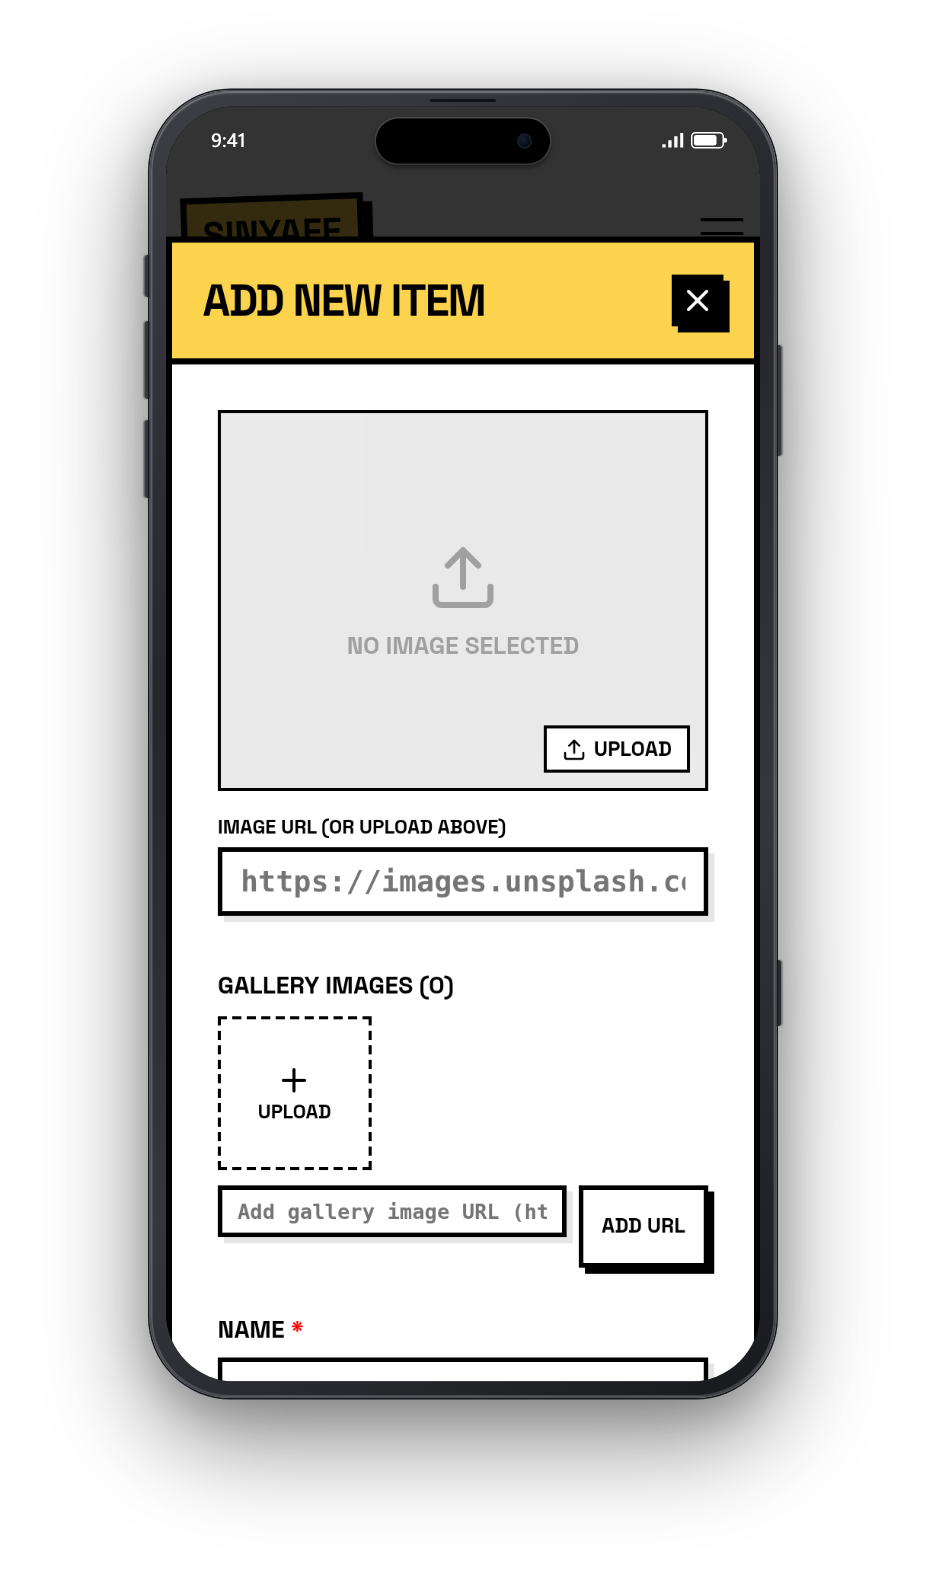 9:41
SINYAFE
ADD NEW ITEM
NO IMAGE SELECTED
UPLOAD
IMAGE URL (OR UPLOAD ABOVE)
https://images.unsplash.c
GALLERY IMAGES (0)
UPLOAD
Add gallery image URL (ht
ADD URL
NAME *